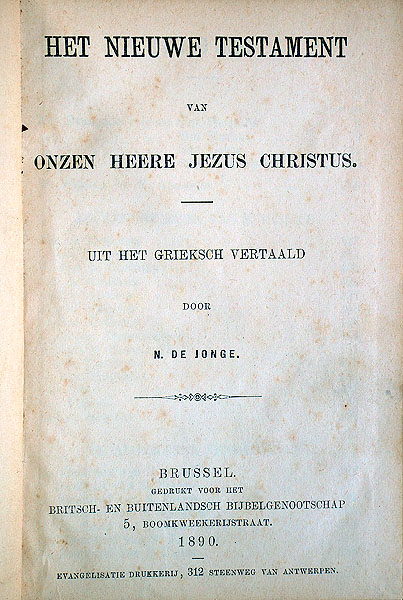 HET NIEUWE TESTAMENT
VAN
ONZEN HEERE JEZUS CHRISTUS.
UIT HET GRIEKSCH VERTAALD
DOOR
N. DE JONGE.
BRUSSEL.
GEDRUKT VOOR HET
BRITSCH- EN BUITENLANDSCH BIJBELGENOOTSCHAP
5, BOOMKWEEKERIJSTRAAT.
1890.
EVANGELISATIE DRUKKERIJ, 312 STEENWEG VAN ANTWERPEN.